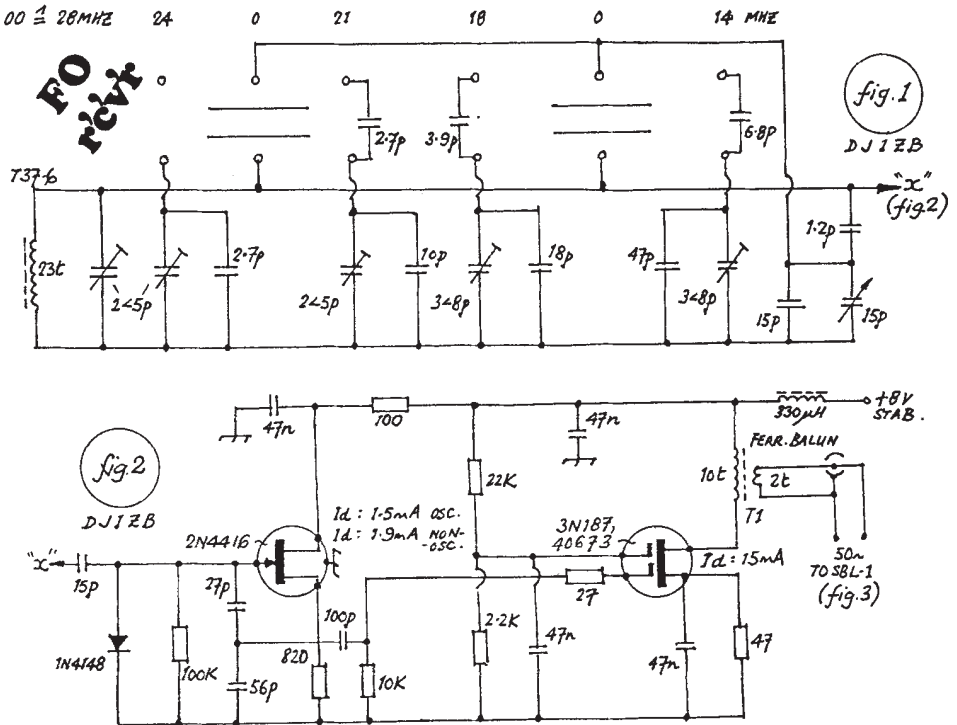 00 1 28MHZ 24 0 21 18 0 14 MHZ
FO
r'c'v'r
fig.1
DJ1ZB
2.7p
3.9p
6.8p
T37-6
"x"
(fig2)
23t
2<5p
2.7p
2<5p
10p
3<8p
18p
47p
3<8p
1.2p
15p
15p
fig.2
DJ1ZB
47n
100
47n
330µH
+8V
STAB.
FERR. BALUN
10t
2t
T1
22K
2N4416
Id: 1.5mA OSC.
Id: 1.9mA NON-
OSC.
3N187,
40673
Id: 15mA
50Ω
TO SBL-1
(fig.3)
"x"
15p
27p
100p
27
1N4148
100K
56p
820
10K
2.2K
47n
47n
47